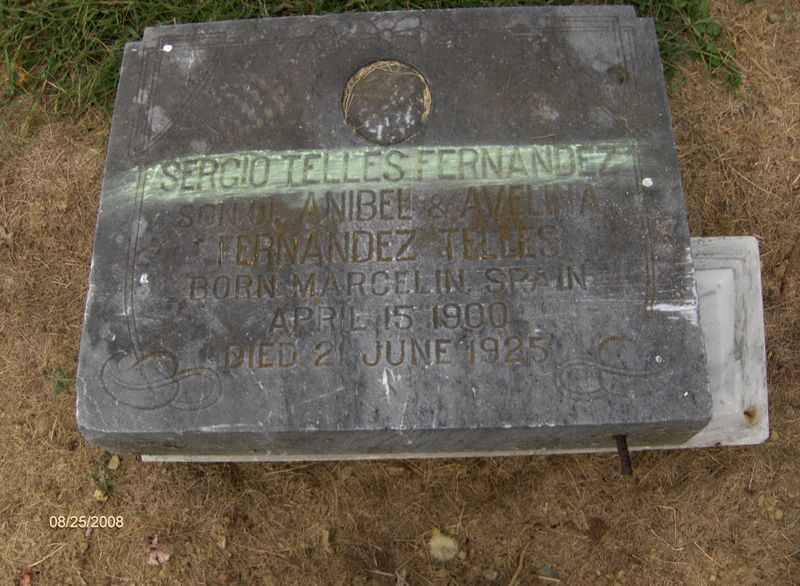 SERGIO TELLES FERNANDEZ
SON OF ANIBEL & AVELINA
FERNANDEZ TELLES
BORN MARCELIN, SPAIN
APRIL 15 1900
DIED 21 JUNE 1925
08/25/2008